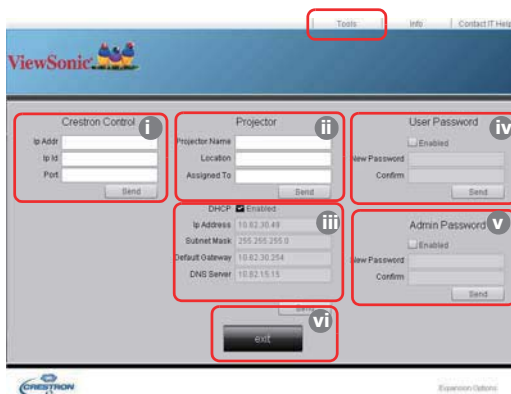 Tools Info Contact IT Help
ViewSonic
Crestron Control i
Ip Addr
Ip Id
Port
Send
Projector ii
Projector Name
Location
Assigned To
Send
iii
DHCP Enabled
Ip Address 10.82.30.49
Subnet Mask 255.255.255.0
Default Gateway 10.82.30.254
DNS Server 10.82.15.15
Send
User Password iv
Enabled
New Password
Confirm
Send
Admin Password v
Enabled
New Password
Confirm
Send
vi
exit
CRESTRON
Expansion Options